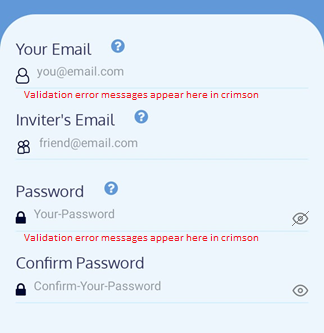 Your Email ?
you@email.com
Validation error messages appear here in crimson
Inviter's Email ?
friend@email.com
Password ?
Your-Password
Validation error messages appear here in crimson
Confirm Password
Confirm-Your-Password